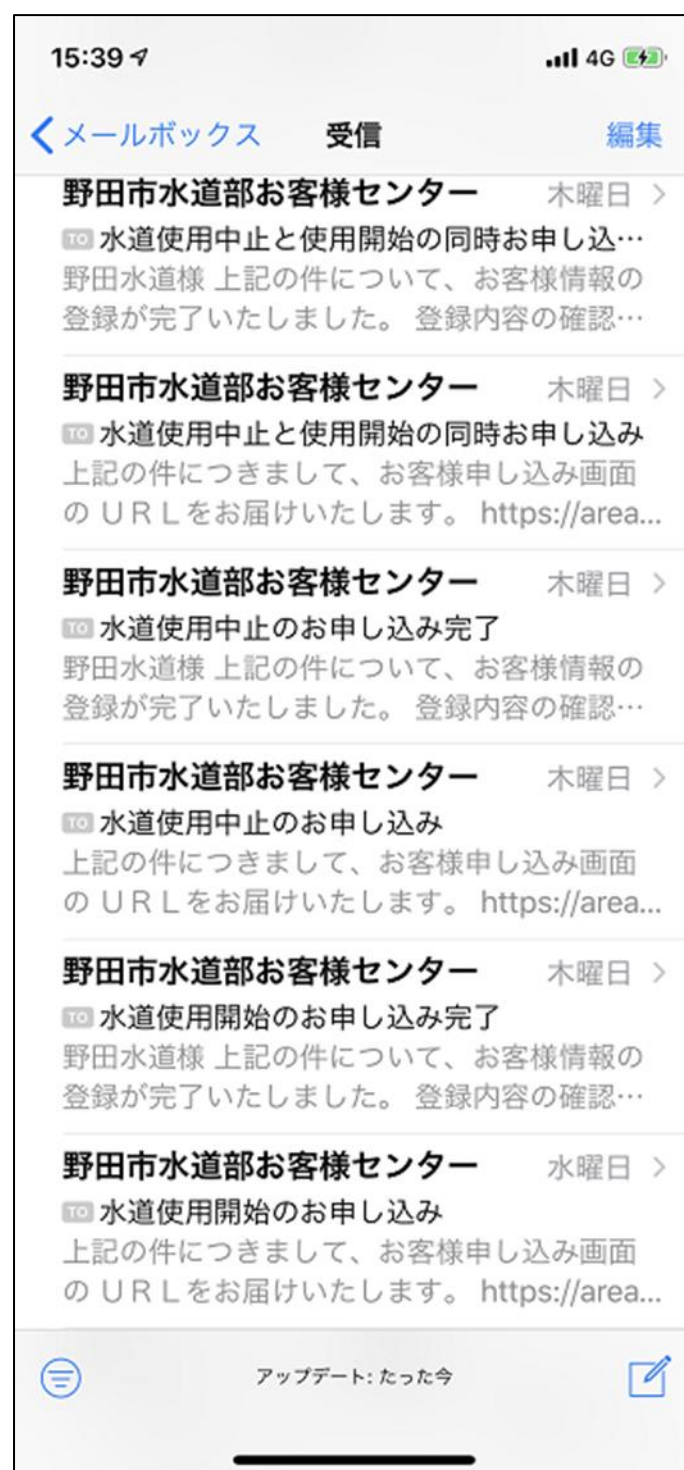 15:39 4G
メールボックス 受信 編集
野田市水道部お客様センター 木曜日
TO 水道使用中止と使用開始の同時お申し込…
野田水道様 上記の件について、お客様情報の
登録が完了いたしました。 登録内容の確認…
野田市水道部お客様センター 木曜日
TO 水道使用中止と使用開始の同時お申し込み
上記の件につきまして、お客様申し込み画面
のＵＲＬをお届けいたします。 https://area...
野田市水道部お客様センター 木曜日
TO 水道使用中止のお申し込み完了
野田水道様 上記の件について、お客様情報の
登録が完了いたしました。 登録内容の確認…
野田市水道部お客様センター 木曜日
TO 水道使用中止のお申し込み
上記の件につきまして、お客様申し込み画面
のＵＲＬをお届けいたします。 https://area...
野田市水道部お客様センター 木曜日
TO 水道使用開始のお申し込み完了
野田水道様 上記の件について、お客様情報の
登録が完了いたしました。 登録内容の確認…
野田市水道部お客様センター 水曜日
TO 水道使用開始のお申し込み
上記の件につきまして、お客様申し込み画面
のＵＲＬをお届けいたします。 https://area...
アップデート: たった今